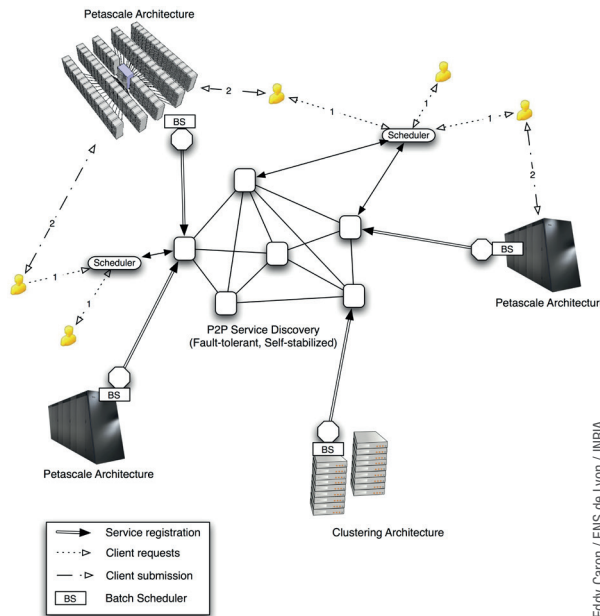 Petascale Architecture
BS
2
1
1
1
Scheduler
2
2
BS
Petascale Architecture
Scheduler
1
1
P2P Service Discovery
(Fault-tolerant, Self-stabilized)
BS
Petascale Architecture
BS
Clustering Architecture
Service registration
Client requests
Client submission
BS Batch Scheduler
Eddy Caron / ENS de Lyon / INRIA